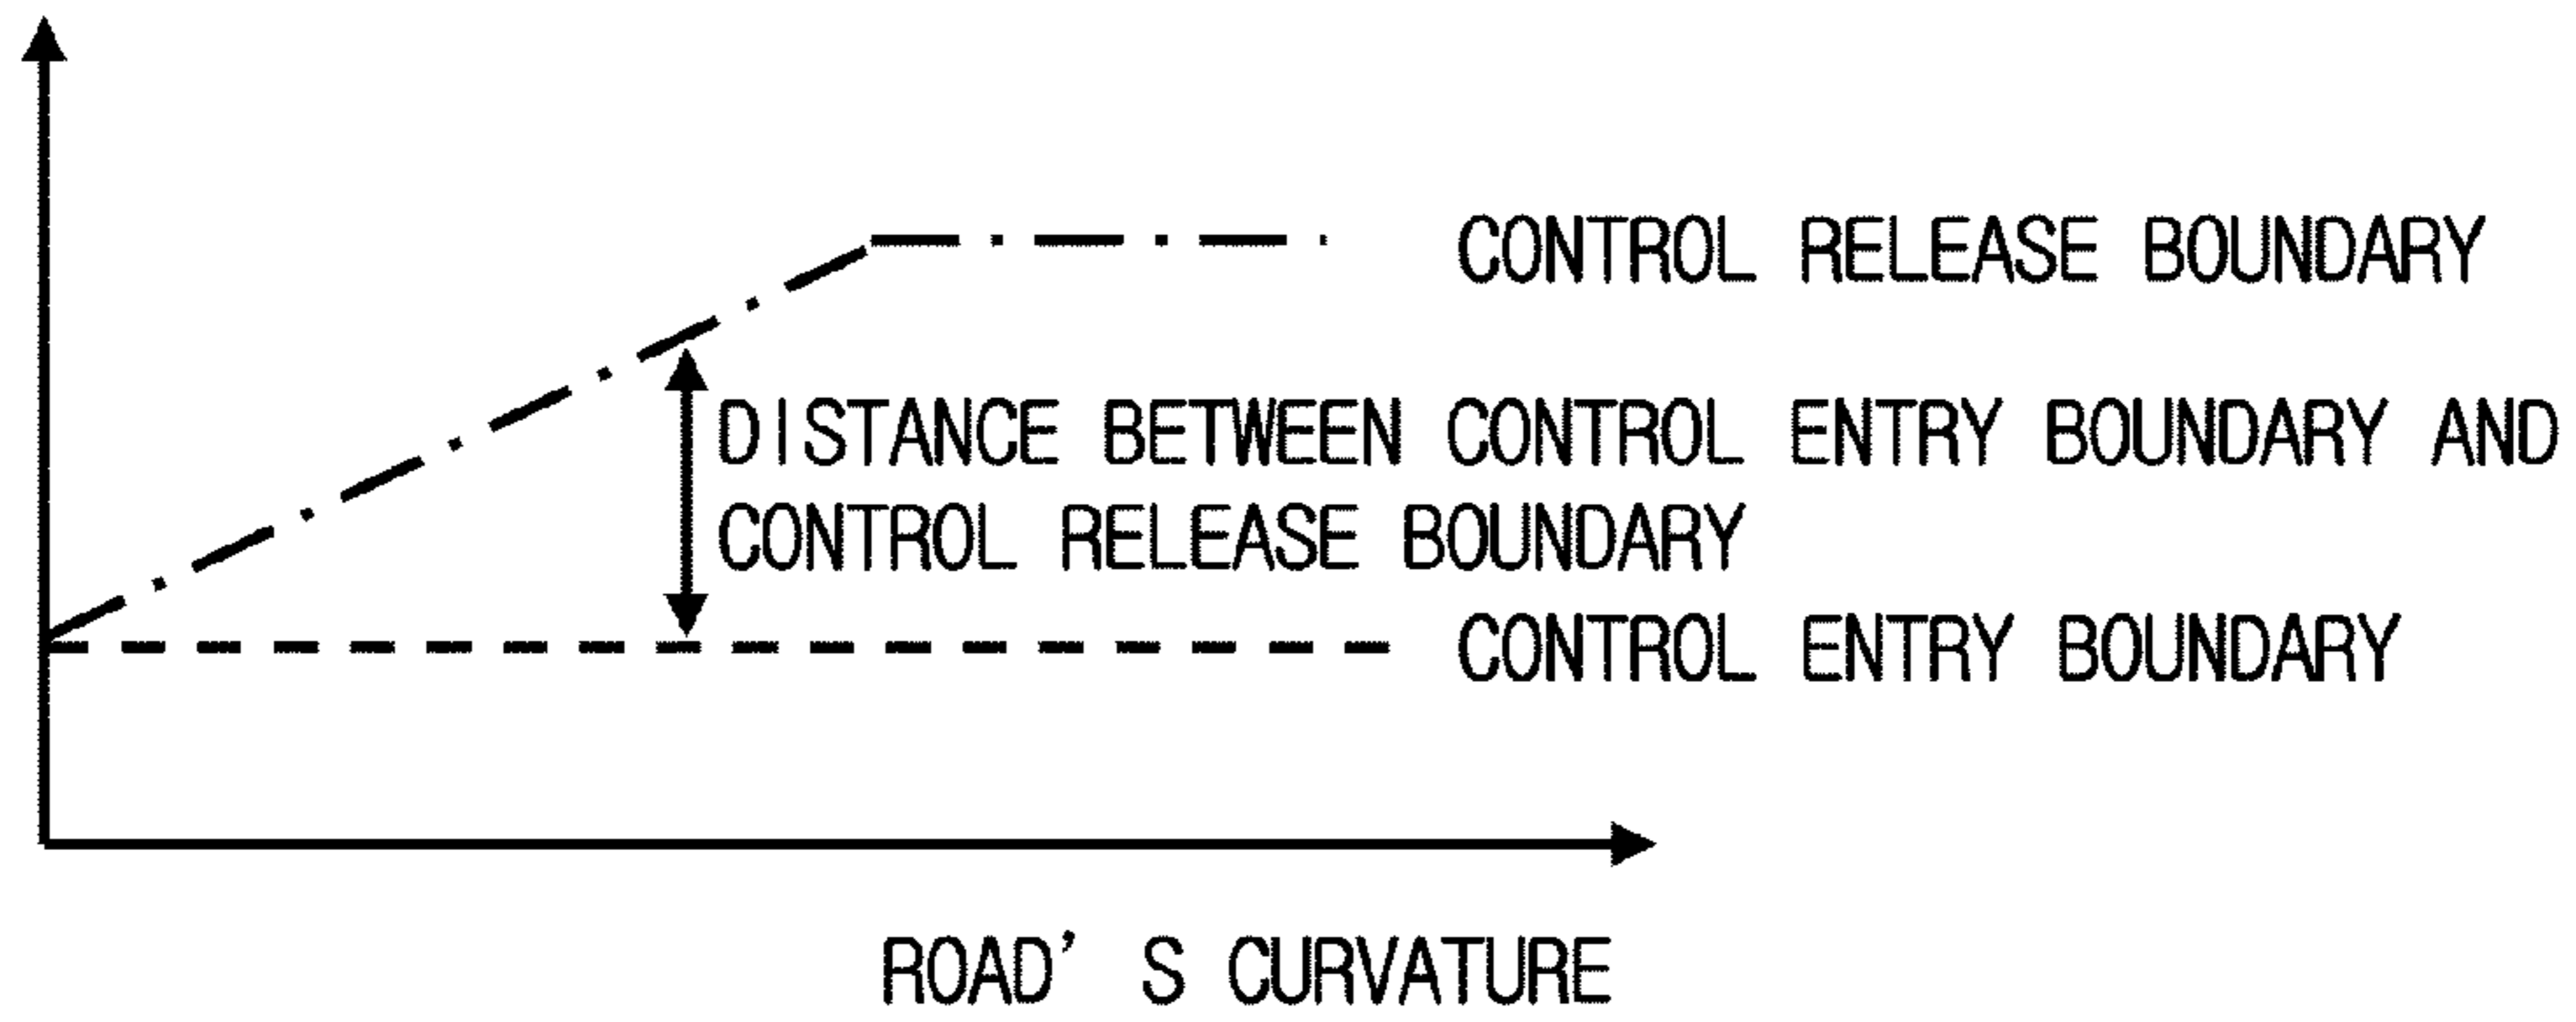 CONTROL RELEASE BOUNDARY
DISTANCE BETWEEN CONTROL ENTRY BOUNDARY AND
CONTROL RELEASE BOUNDARY
CONTROL ENTRY BOUNDARY
ROAD' S CURVATURE